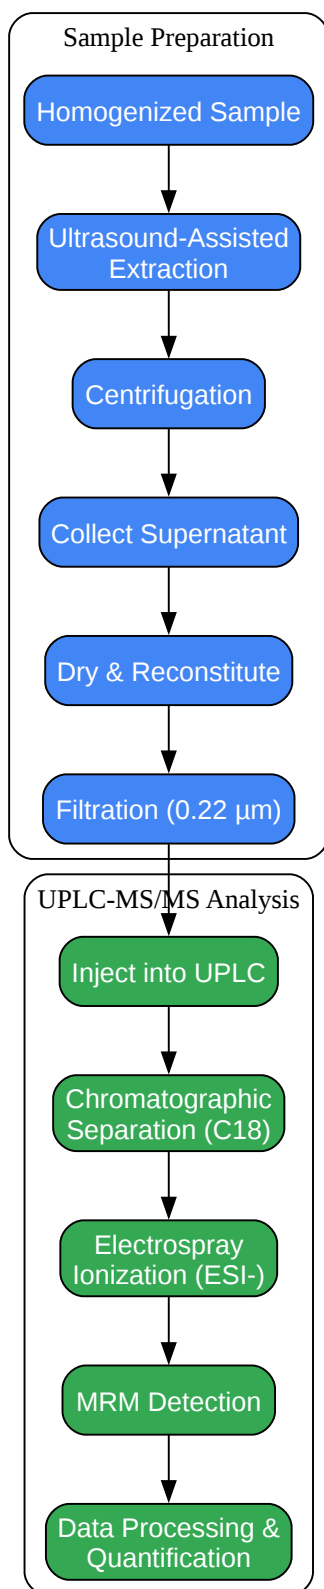 Sample Preparation
Homogenized Sample
Ultrasound-Assisted
Extraction
Centrifugation
Collect Supernatant
Dry & Reconstitute
Filtration (0.22 µm)
UPLC-MS/MS Analysis
Inject into UPLC
Chromatographic
Separation (C18)
Electrospray
Ionization (ESI-)
MRM Detection
Data Processing &
Quantification